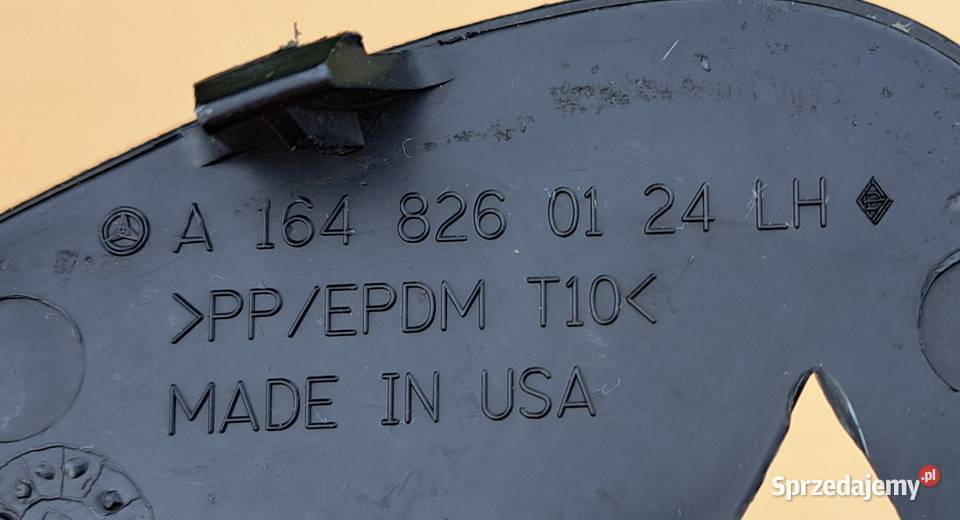 A 164 826 01 24 LH
>PP/EPDM T10<
MADE IN USA
Sprzedajemy.pl